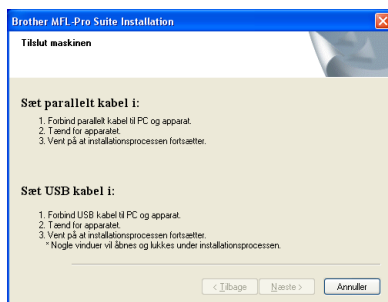 Brother MFL-Pro Suite Installation
Tilslut maskinen
Sæt parallelt kabel i:
1. Forbind parallelt kabel til PC og apparat.
2. Tænd for apparatet.
3. Vent på at installationsprocessen fortsætter.
Sæt USB kabel i:
1. Forbind USB kabel til PC og apparat.
2. Tænd for apparatet.
3. Vent på at installationsprocessen fortsætter.
* Nogle vinduer vil åbnes og lukkes under installationsprocessen.
< Tilbage Næste > Annuller